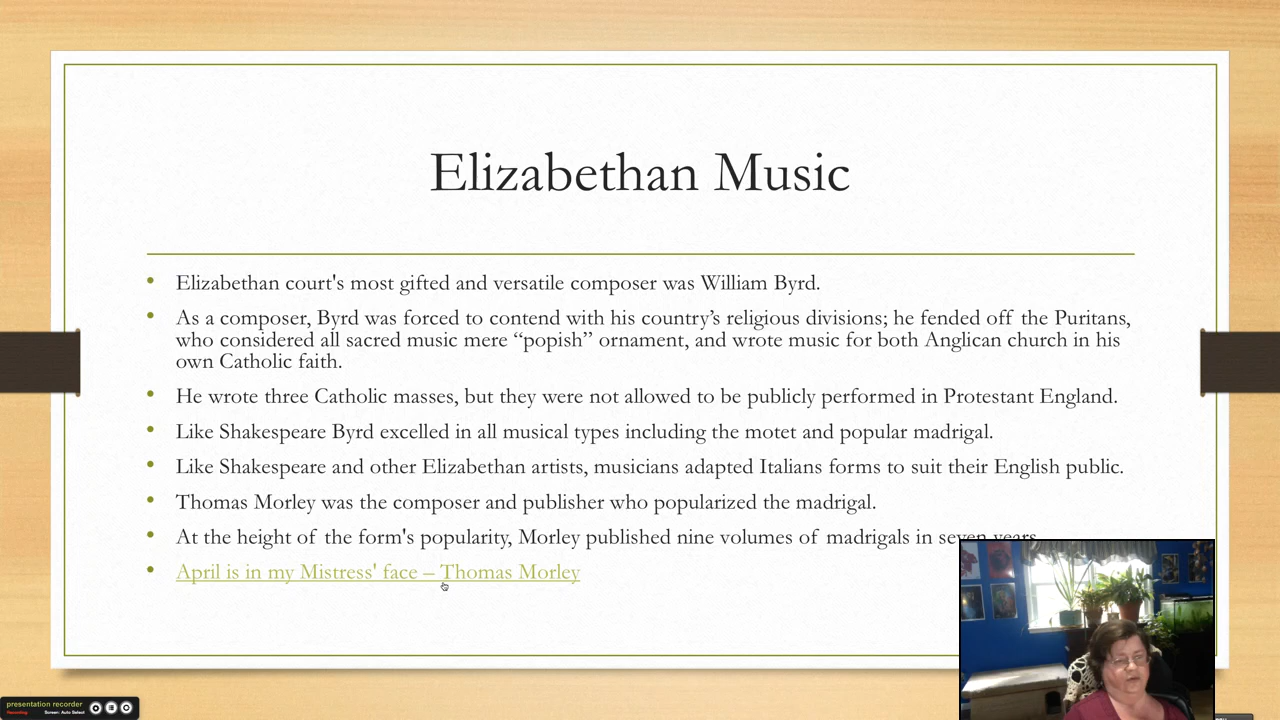 Elizabethan Music
• Elizabethan court's most gifted and versatile composer was William Byrd.
• As a composer, Byrd was forced to contend with his country’s religious divisions; he fended off the Puritans,
who considered all sacred music mere “popish” ornament, and wrote music for both Anglican church in his
own Catholic faith.
• He wrote three Catholic masses, but they were not allowed to be publicly performed in Protestant England.
• Like Shakespeare Byrd excelled in all musical types including the motet and popular madrigal.
• Like Shakespeare and other Elizabethan artists, musicians adapted Italians forms to suit their English public.
• Thomas Morley was the composer and publisher who popularized the madrigal.
• At the height of the form's popularity, Morley published nine volumes of madrigals in seven years
• April is in my Mistress' face – Thomas Morley
presentation recorder
Recording Screen: Auto Select